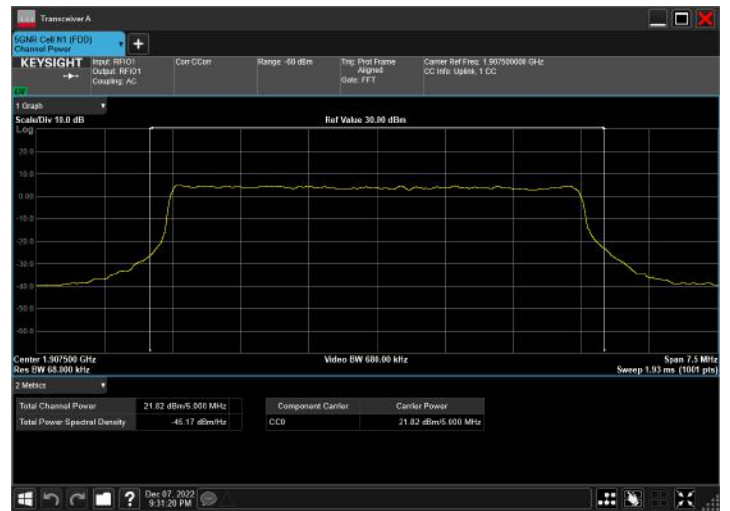 Transceiver A
5GNR Cell N1 (FDD)
Channel Power
KEYSIGHT
LXI
Input: RFIO1
Output: RFIO1
Coupling: AC
Corr CCorr
Range: -60 dBm
Trig: Prot Frame
Aligned
Gate: FFT
Carrier Ref Freq: 1.907500000 GHz
CC Info: Uplink, 1 CC
1 Graph
Scale/Div 10.0 dB
Ref Value 30.00 dBm
Log
20.0
10.0
0.00
-10.0
-20.0
-30.0
-40.0
-50.0
-60.0
Center 1.907500 GHz
Video BW 680.00 kHz
Span 7.5 MHz
Res BW 68.000 kHz
Sweep 1.93 ms (1001 pts)
2 Metrics
Total Channel Power 21.82 dBm/5.000 MHz
Total Power Spectral Density -45.17 dBm/Hz
Component Carrier Carrier Power
CC0 21.82 dBm/5.000 MHz
?
Dec 07, 2022
9:31:20 PM